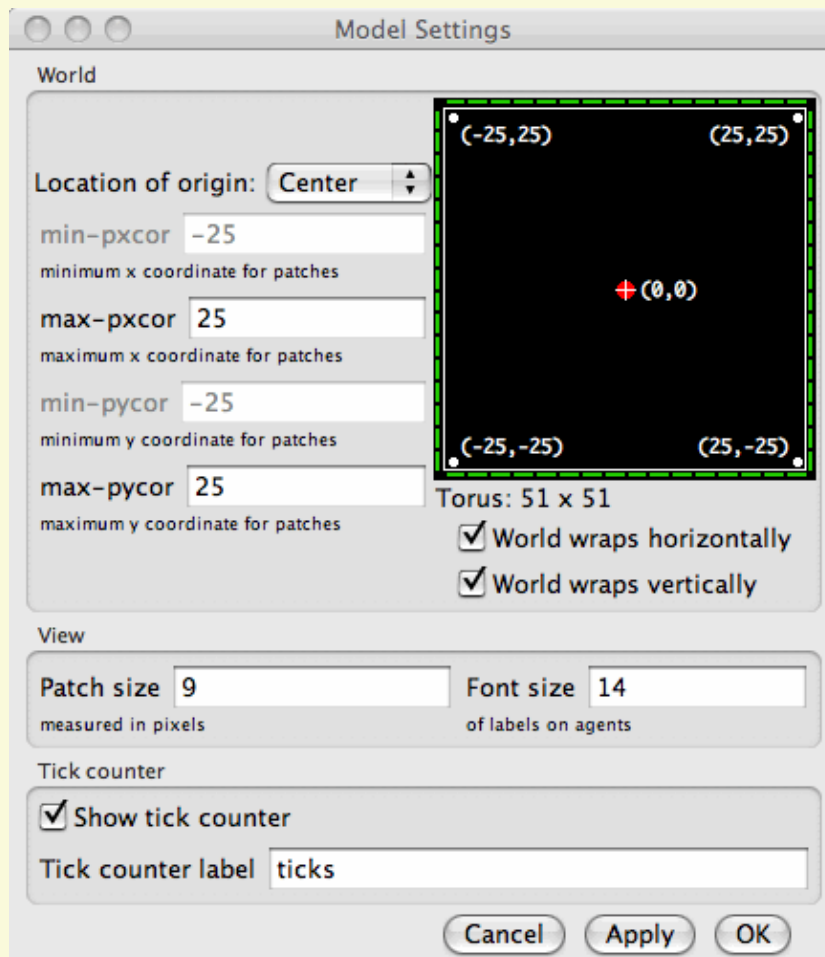 Model Settings
World
Location of origin: Center
min-pxcor -25
minimum x coordinate for patches
max-pxcor 25
maximum x coordinate for patches
min-pycor -25
minimum y coordinate for patches
max-pycor 25
maximum y coordinate for patches
(-25,25) (25,25)
(0,0)
(-25,-25) (25,-25)
Torus: 51 x 51
World wraps horizontally
World wraps vertically
View
Patch size 9
measured in pixels
Font size 14
of labels on agents
Tick counter
Show tick counter
Tick counter label ticks
Cancel Apply OK